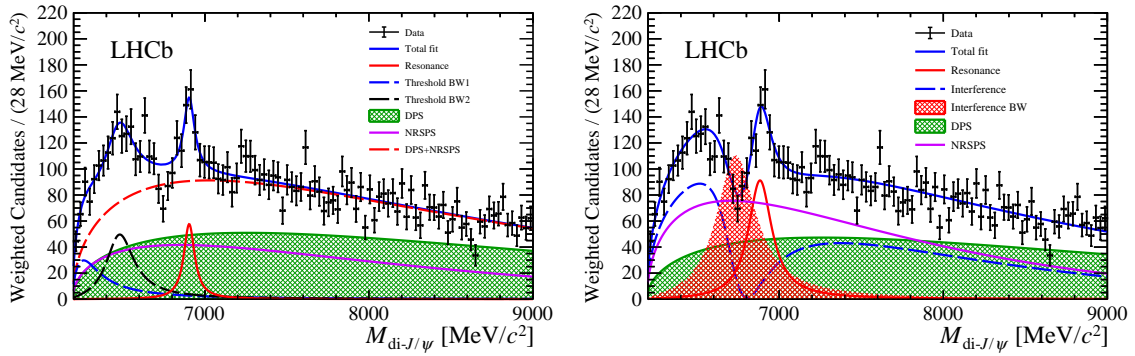 Weighted Candidates / (28 MeV/c²)
220
200
180
160
140
120
100
80
60
40
20
0
LHCb
Data
Total fit
Resonance
Threshold BW1
Threshold BW2
DPS
NRSPS
DPS+NRSPS
7000
8000
9000
M_di-J/ψ [MeV/c²]
Weighted Candidates / (28 MeV/c²)
220
200
180
160
140
120
100
80
60
40
20
0
LHCb
Data
Total fit
Resonance
Interference
Interference BW
DPS
NRSPS
7000
8000
9000
M_di-J/ψ [MeV/c²]